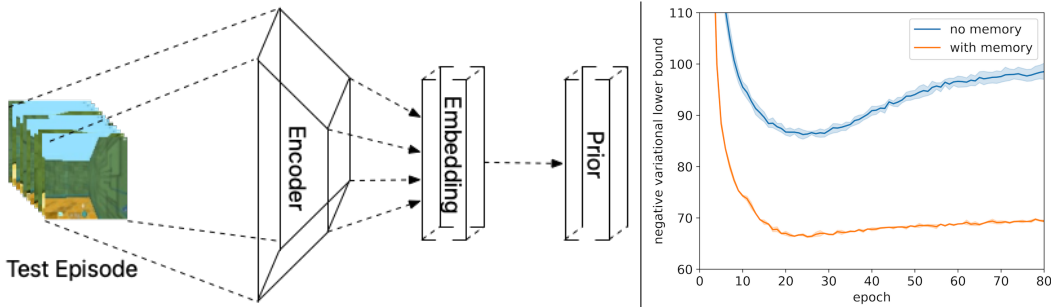 Test Episode
Encoder
Embedding
Prior
negative variational lower bound
110
100
90
80
70
60
no memory
with memory
0 10 20 30 40 50 60 70 80
epoch